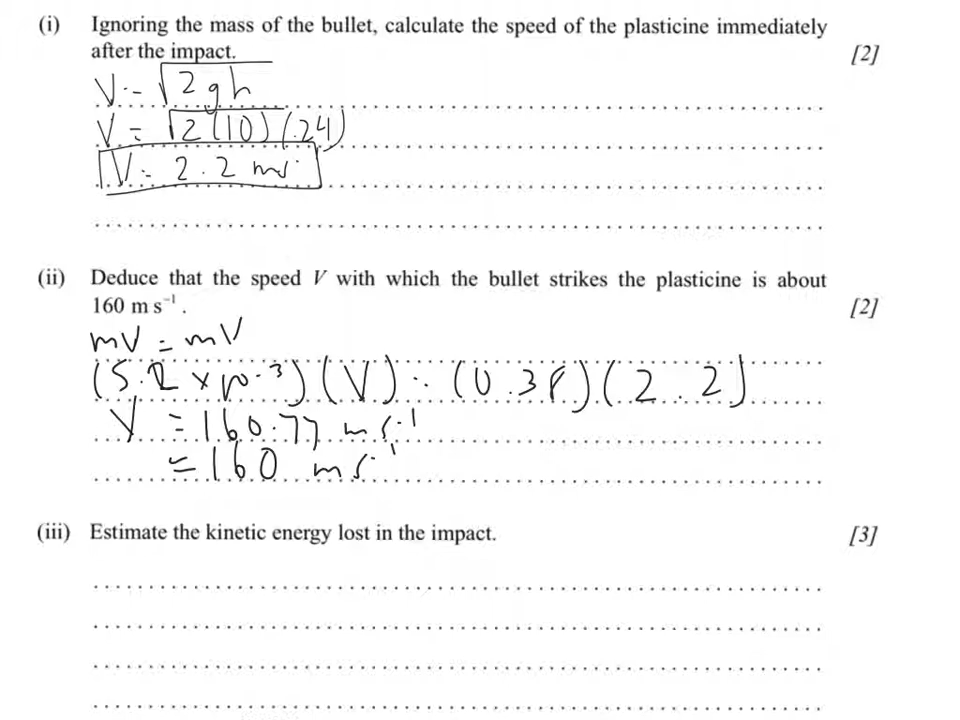 (i) Ignoring the mass of the bullet, calculate the speed of the plasticine immediately
after the impact. [2]
V = √2gh
V = √2(10)(.24)
V = 2.2 ms⁻
(ii) Deduce that the speed V with which the bullet strikes the plasticine is about
160 m s⁻¹. [2]
mV = mV
(5.2 × 10⁻³)(V) = (0.38)(2.2)
V = 160.77 ms⁻¹
≈ 160 ms⁻¹
(iii) Estimate the kinetic energy lost in the impact. [3]